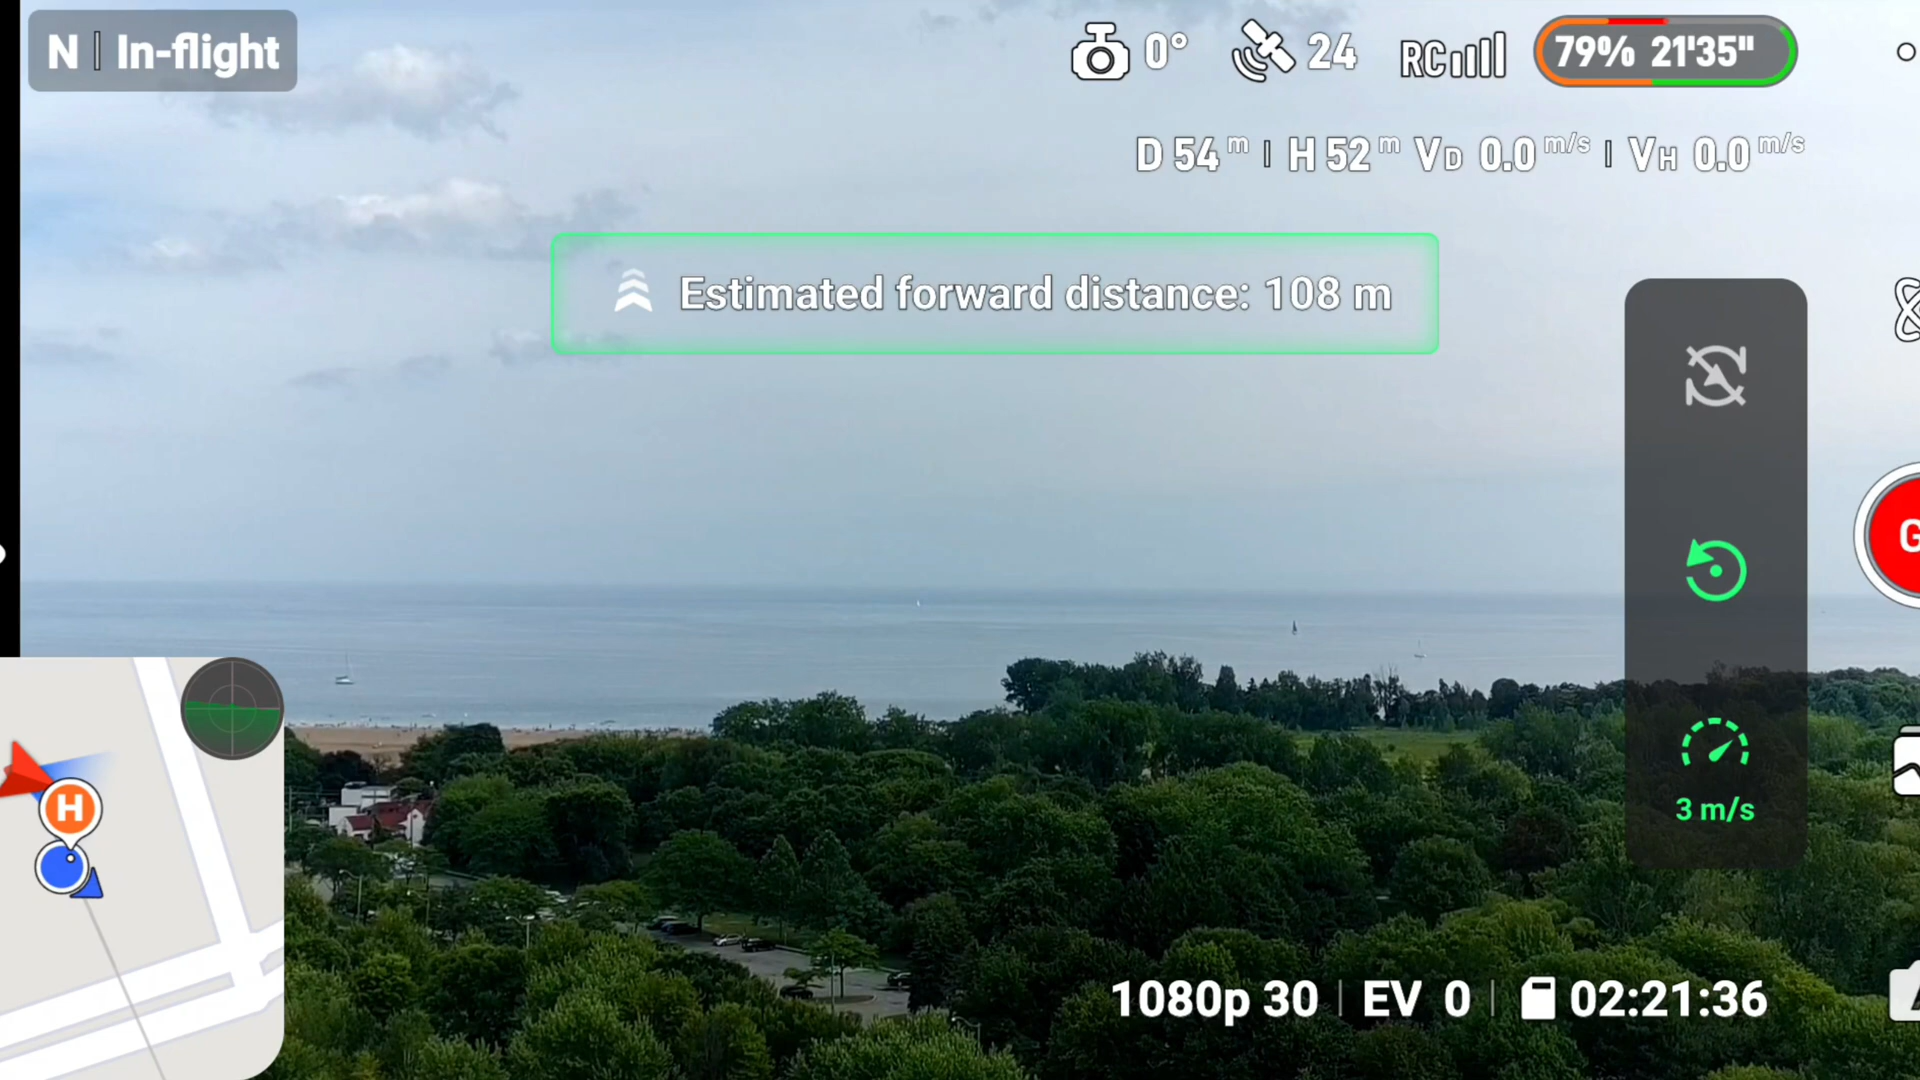 N | In-flight
0° 24 RC 79% 21'35"
D 54 m | H 52 m VD 0.0 m/s | VH 0.0 m/s
Estimated forward distance: 108 m
G
3 m/s
H
1080p 30 | EV 0 | 02:21:36